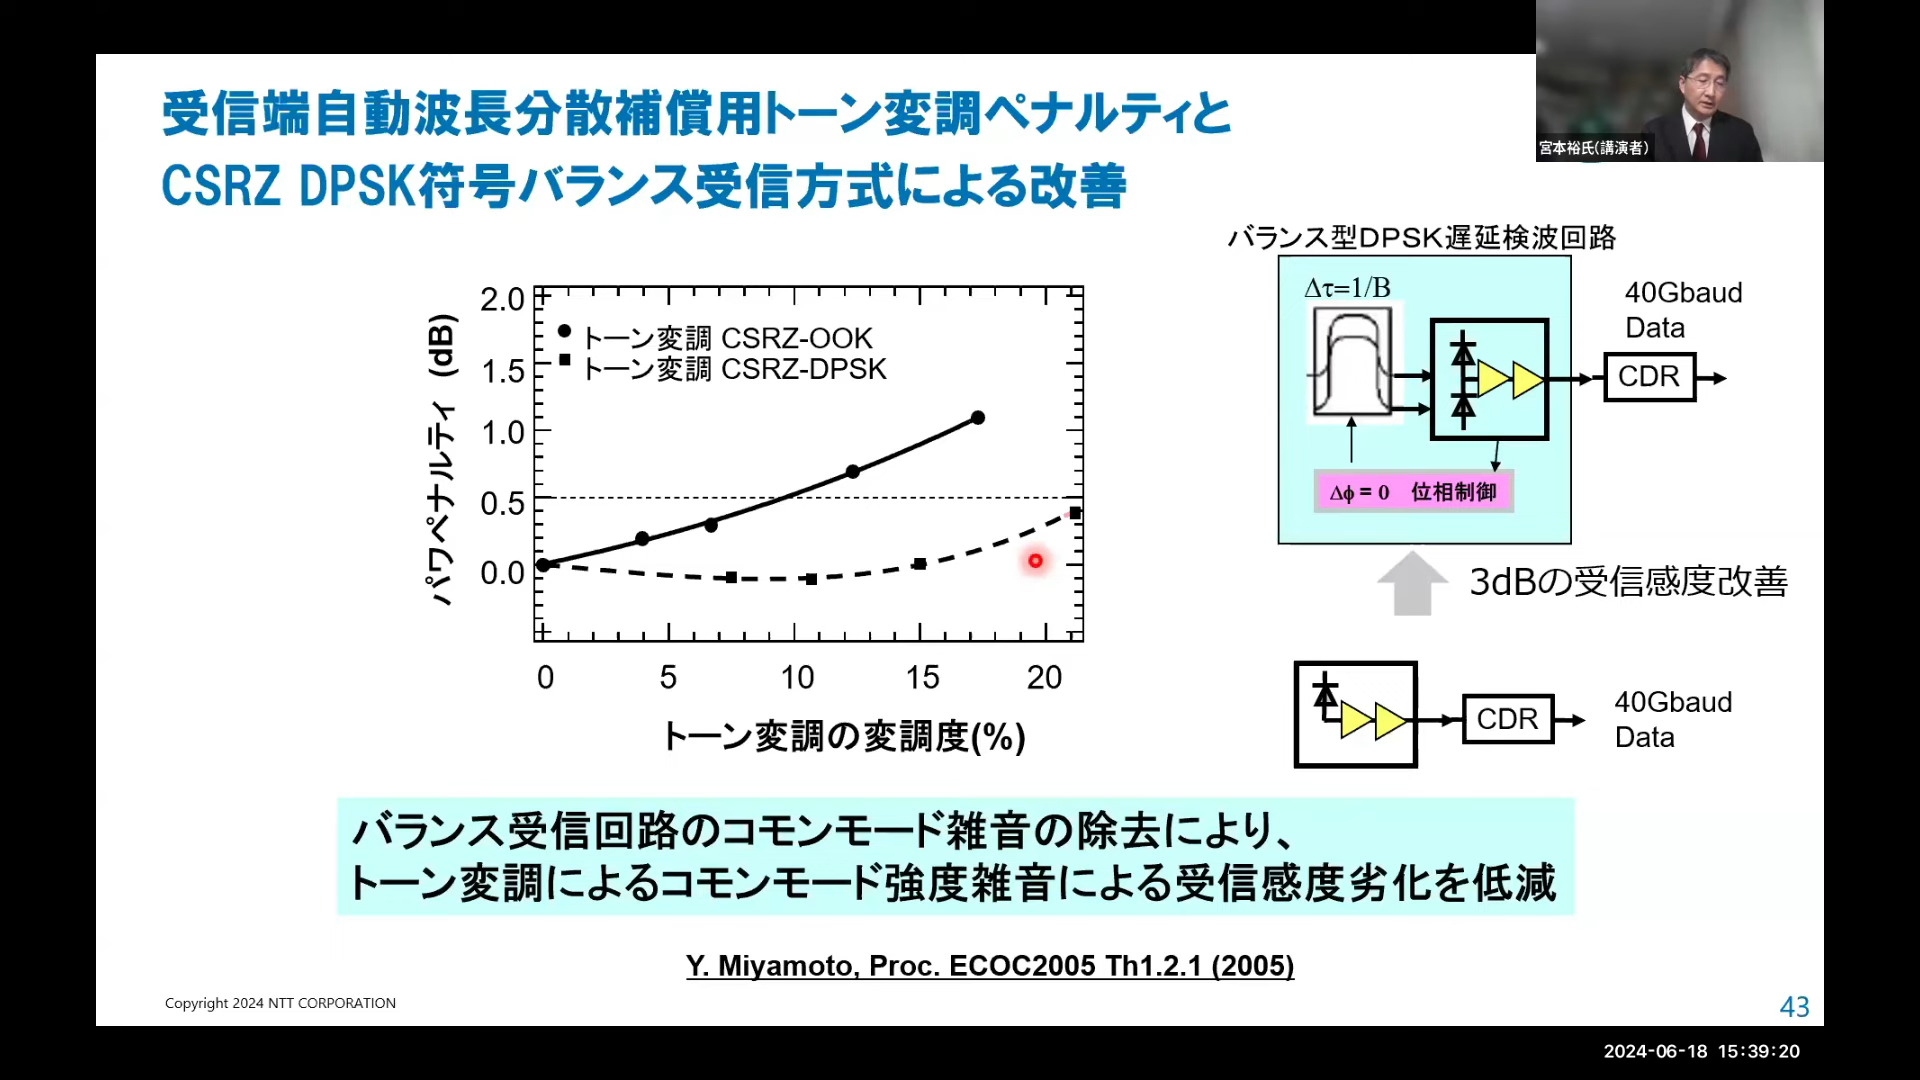 受信端自動波長分散補償用トーン変調ペナルティと
CSRZ DPSK符号バランス受信方式による改善
宮本裕氏(講演者)
バランス型DPSK遅延検波回路
Δτ=1/B
40Gbaud
Data
CDR
Δϕ = 0 位相制御
3dBの受信感度改善
CDR
40Gbaud
Data
パワペナルティ (dB)
2.0
1.5
1.0
0.5
0.0
トーン変調 CSRZ-OOK
トーン変調 CSRZ-DPSK
0 5 10 15 20
トーン変調の変調度(%)
バランス受信回路のコモンモード雑音の除去により、
トーン変調によるコモンモード強度雑音による受信感度劣化を低減
Y. Miyamoto, Proc. ECOC2005 Th1.2.1 (2005)
Copyright 2024 NTT CORPORATION
43
2024-06-18 15:39:20